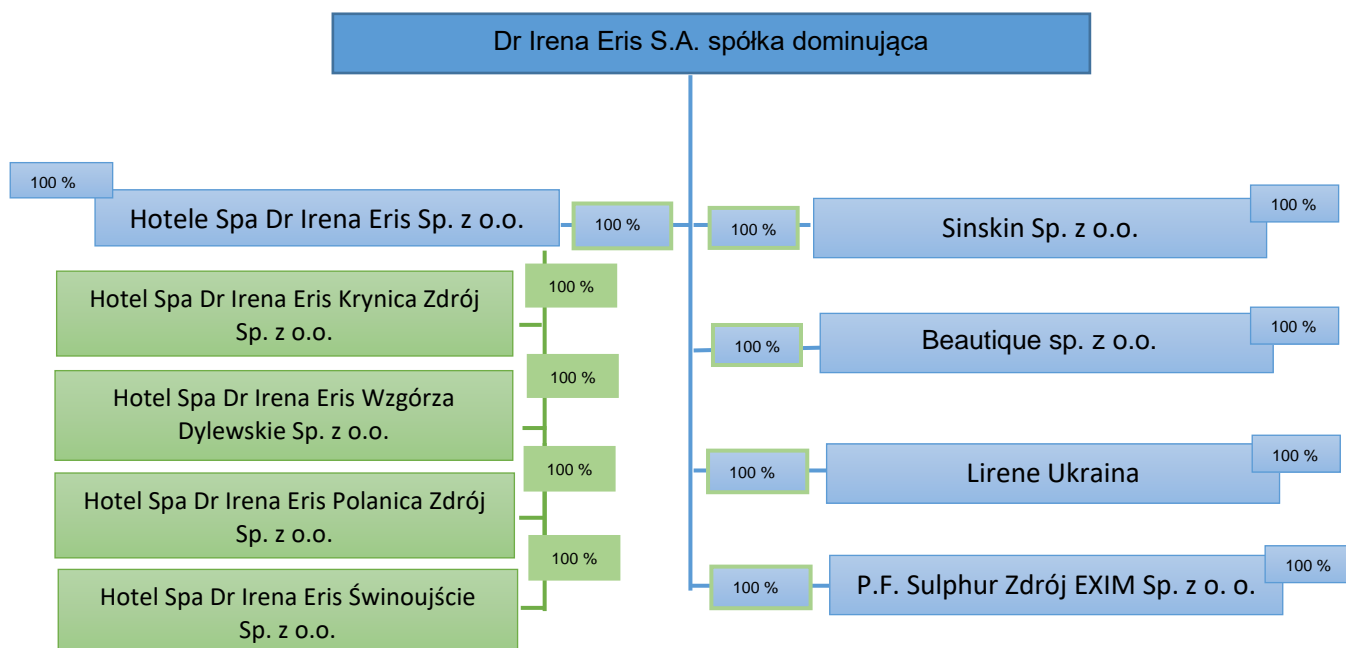 Dr Irena Eris S.A. spółka dominująca
100 %
Hotele Spa Dr Irena Eris Sp. z o.o.
100 %
100 %
Sinskin Sp. z o.o.
100 %
Hotel Spa Dr Irena Eris Krynica Zdrój
Sp. z o.o.
100 %
100 %
Beautique sp. z o.o.
100 %
Hotel Spa Dr Irena Eris Wzgórza
Dylewskie Sp. z o.o.
100 %
Hotel Spa Dr Irena Eris Polanica Zdrój
Sp. z o.o.
100 %
100 %
Lirene Ukraina
100 %
Hotel Spa Dr Irena Eris Świnoujście
Sp. z o.o.
100 %
100 %
P.F. Sulphur Zdrój EXIM Sp. z o. o.
100 %